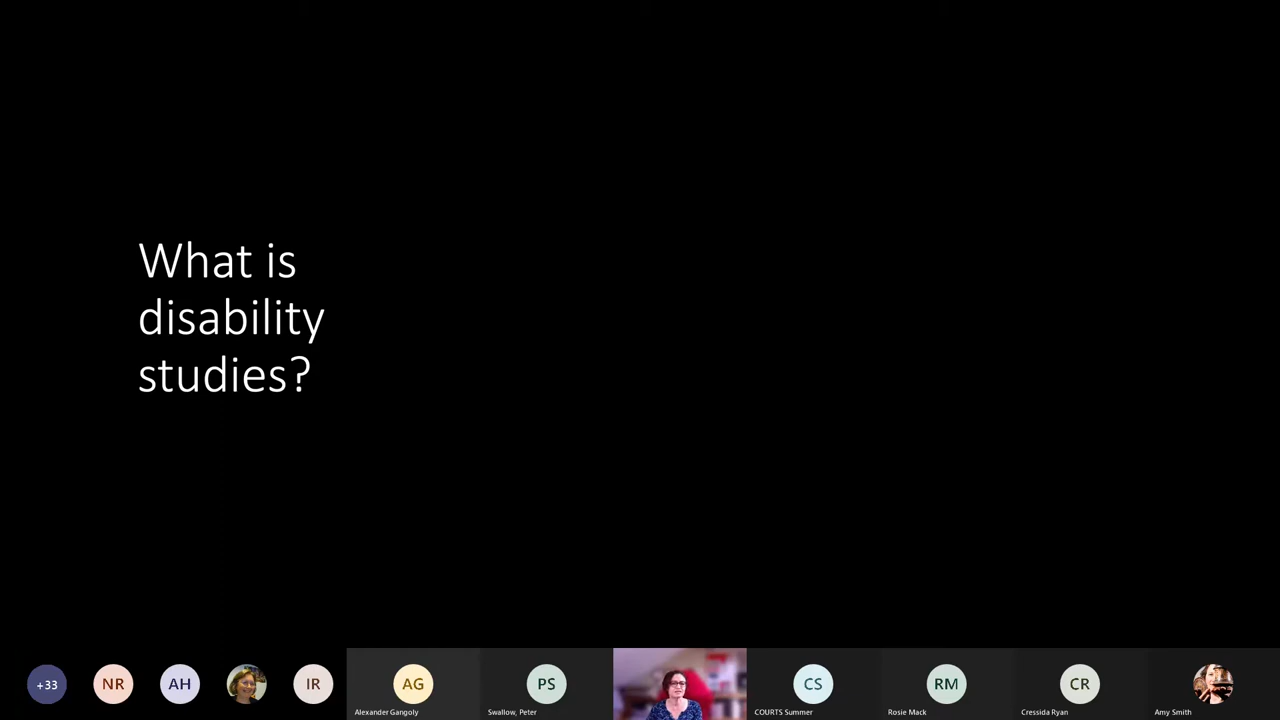 What is
disability
studies?
+33
NR
AH
IR
AG
Alexander Gangoly
PS
Swallow, Peter
CS
COURTS Summer
RM
Rosie Mack
CR
Cressida Ryan
Amy Smith